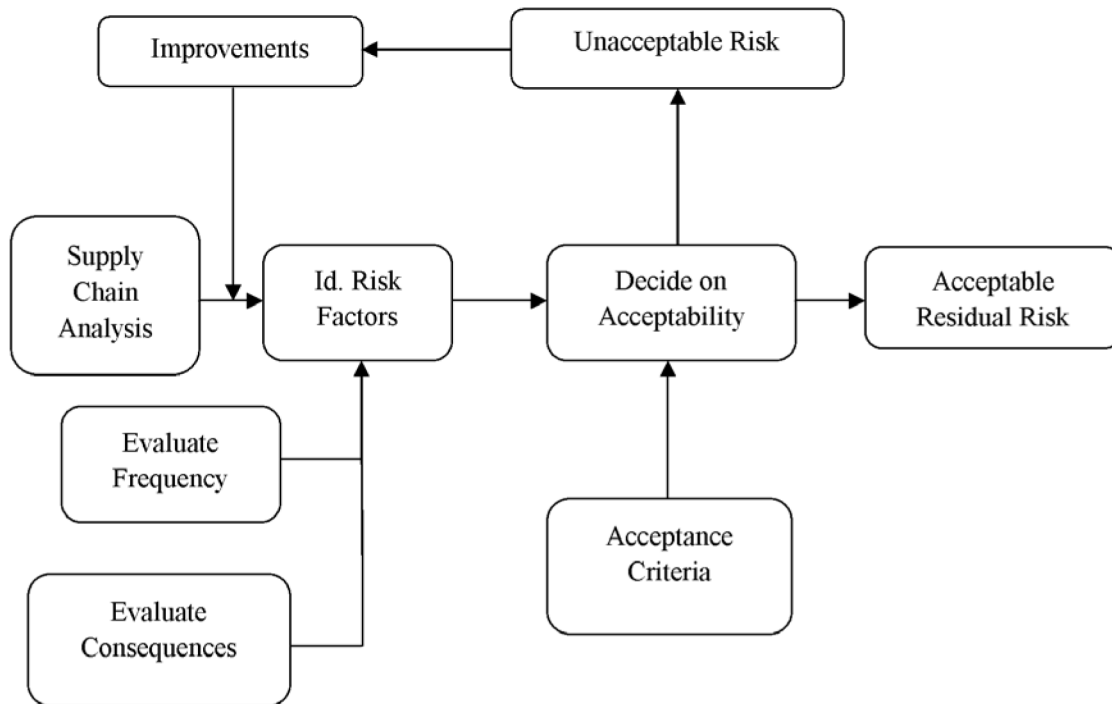 Improvements
Unacceptable Risk
Supply
Chain
Analysis
Id. Risk
Factors
Decide on
Acceptability
Acceptable
Residual Risk
Evaluate
Frequency
Acceptance
Criteria
Evaluate
Consequences